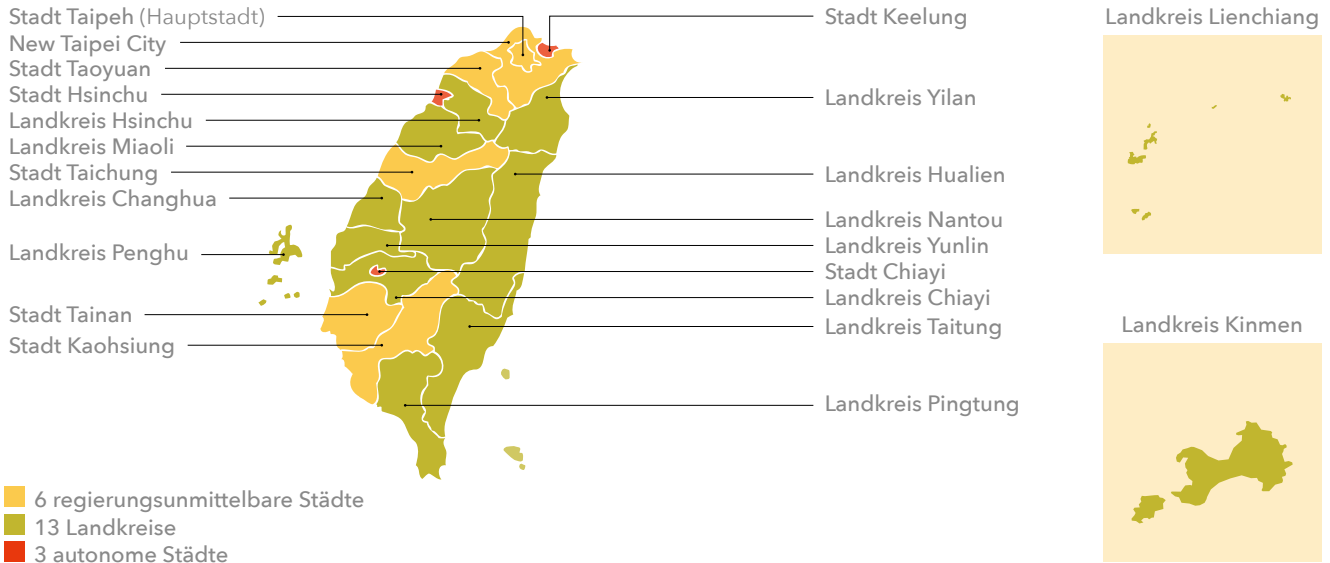 Stadt Taipeh (Hauptstadt)
New Taipei City
Stadt Taoyuan
Stadt Hsinchu
Landkreis Hsinchu
Landkreis Miaoli
Stadt Taichung
Landkreis Changhua
Landkreis Penghu
Stadt Tainan
Stadt Kaohsiung
Stadt Keelung
Landkreis Yilan
Landkreis Hualien
Landkreis Nantou
Landkreis Yunlin
Stadt Chiayi
Landkreis Chiayi
Landkreis Taitung
Landkreis Pingtung
Landkreis Lienchiang
Landkreis Kinmen
6 regierungsunmittelbare Städte
13 Landkreise
3 autonome Städte